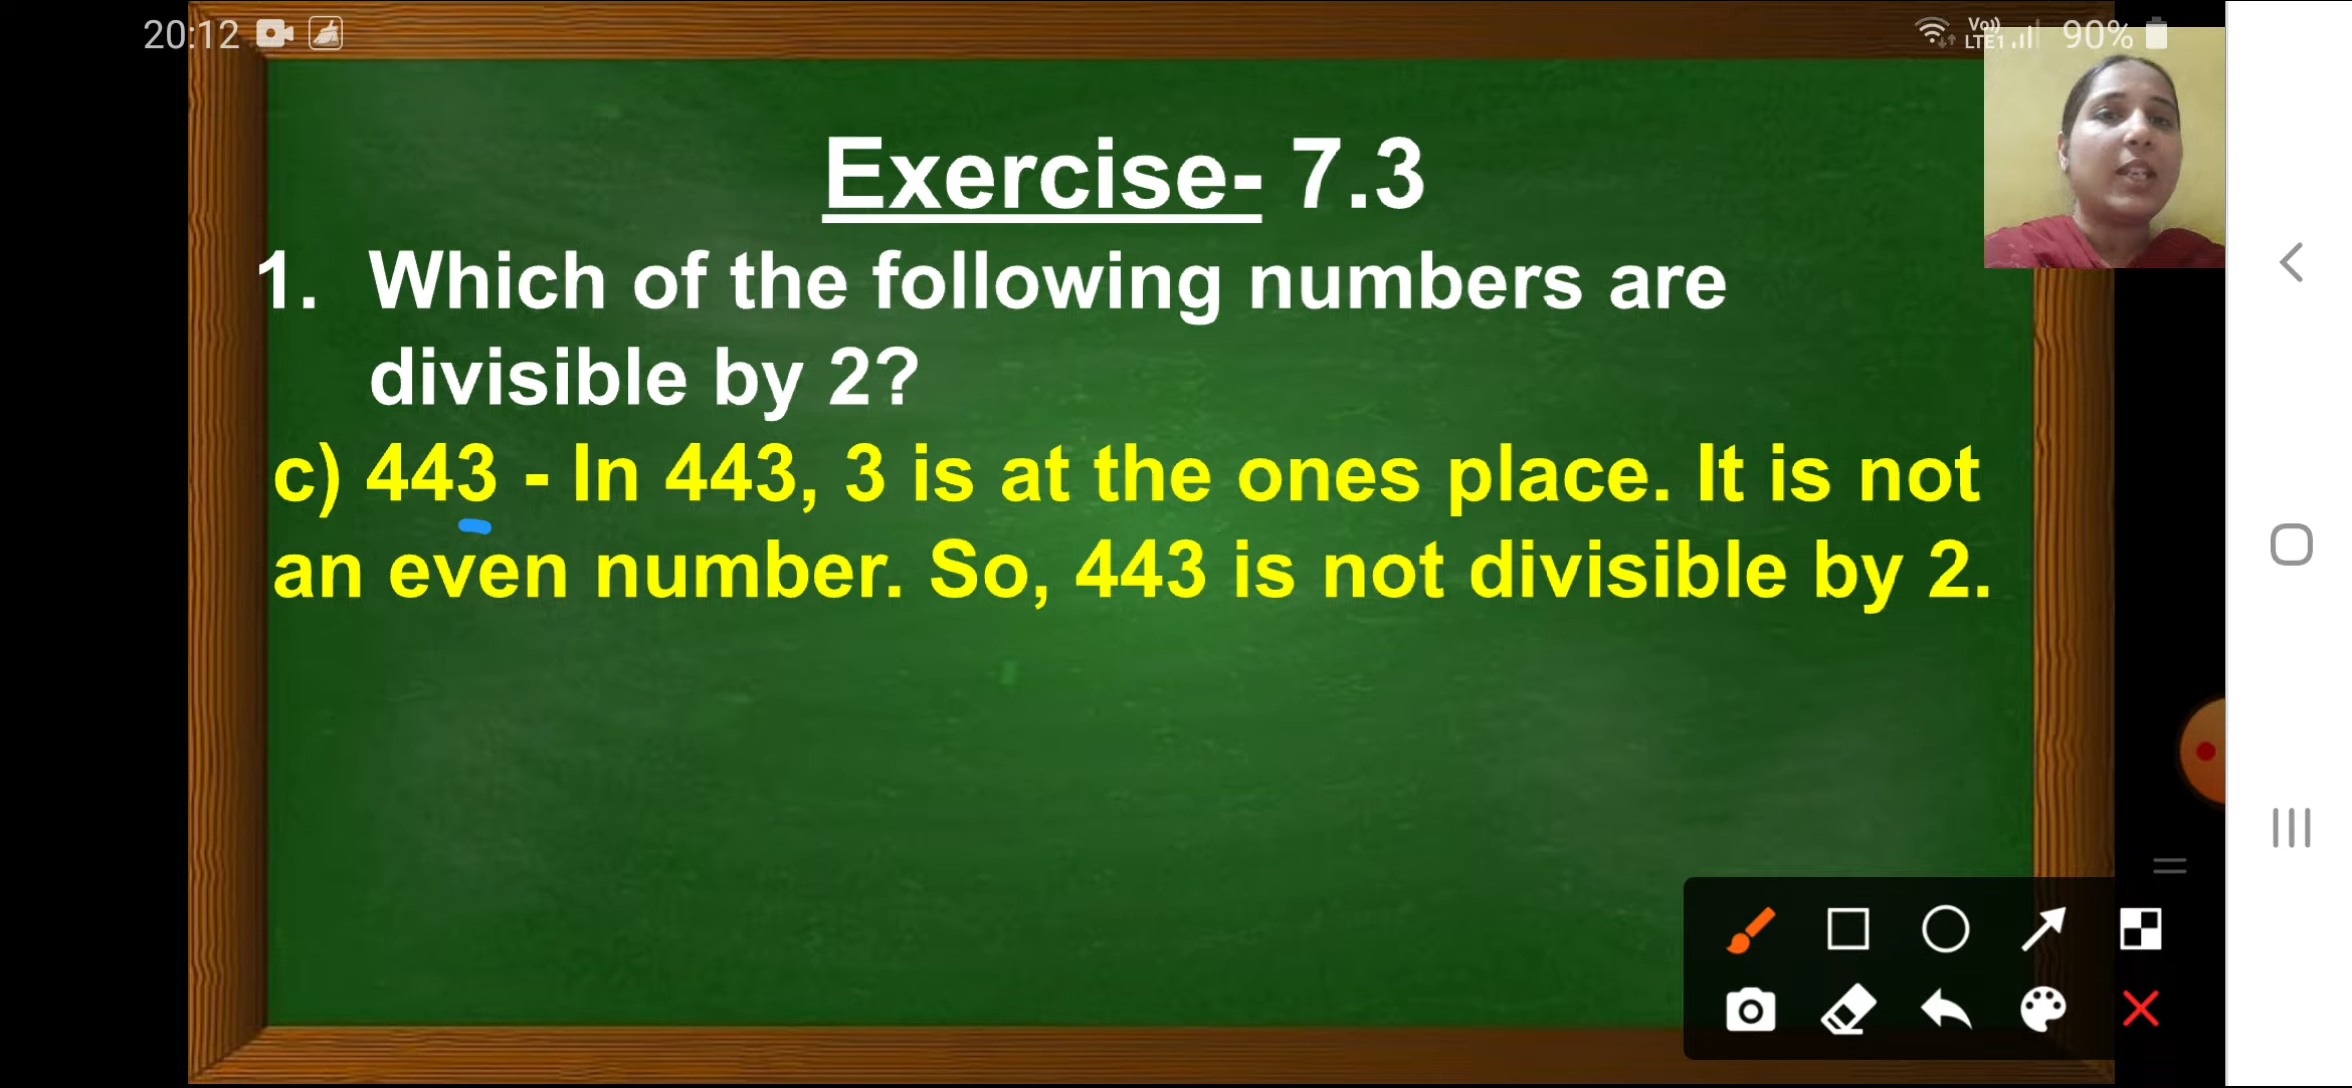 20:12 Vo)) LTE1 90%
Exercise- 7.3
1. Which of the following numbers are
divisible by 2?
c) 443 - In 443, 3 is at the ones place. It is not
an even number. So, 443 is not divisible by 2.